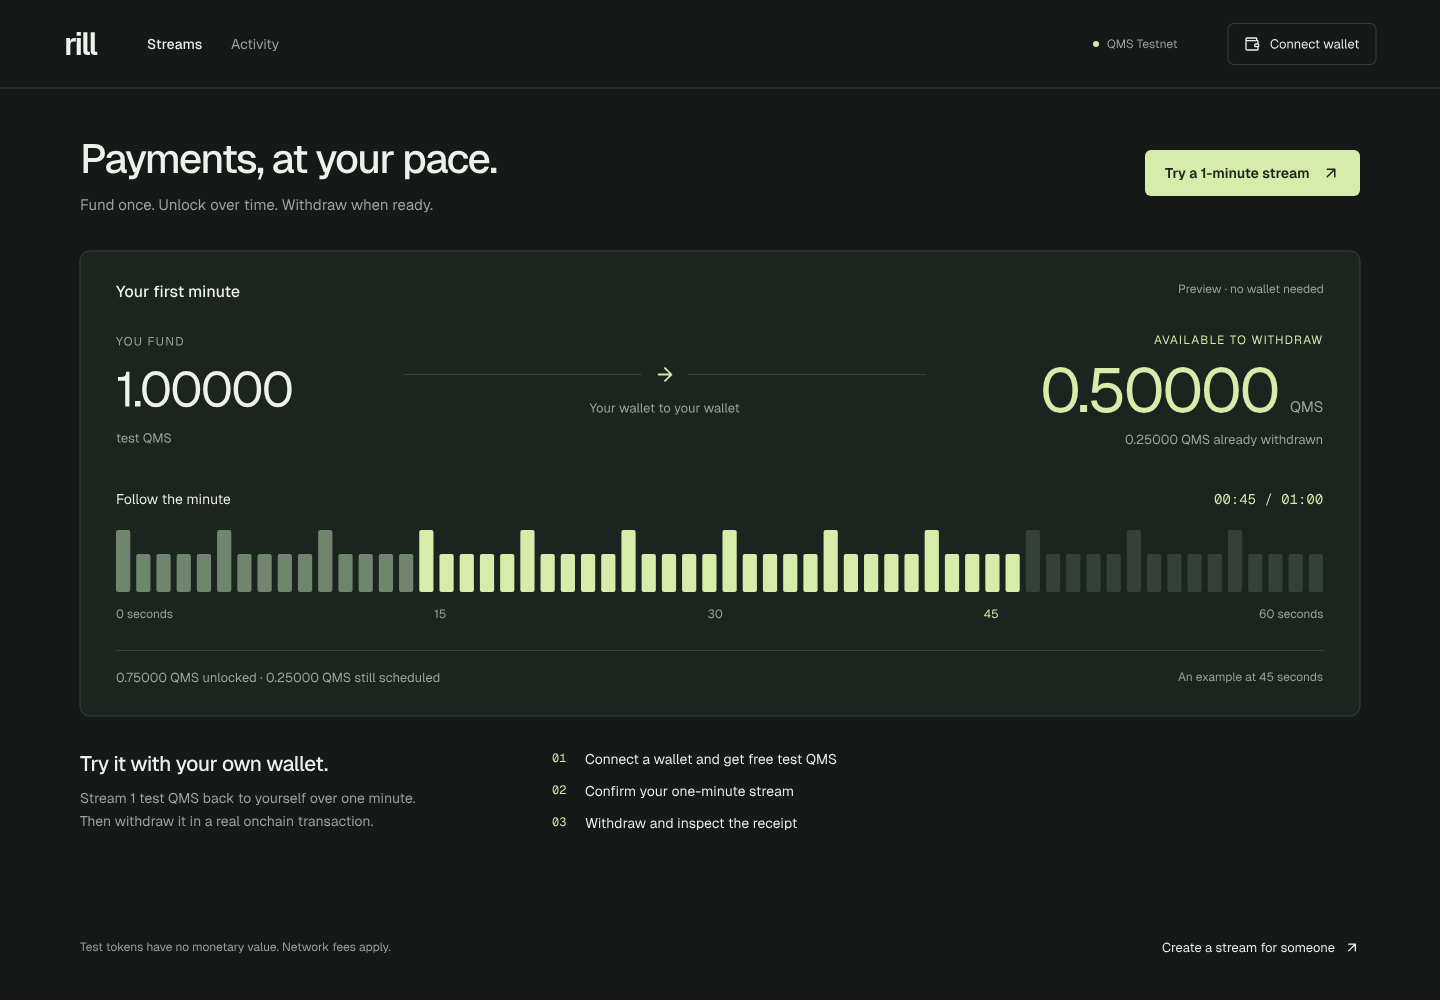 rill
Streams
Activity
QMS Testnet
Connect wallet
Payments, at your pace.
Fund once. Unlock over time. Withdraw when ready.
Try a 1-minute stream
Your first minute
Preview · no wallet needed
YOU FUND
1.00000
test QMS
Your wallet to your wallet
AVAILABLE TO WITHDRAW
0.50000 QMS
0.25000 QMS already withdrawn
Follow the minute
00:45 / 01:00
0 seconds
15
30
45
60 seconds
0.75000 QMS unlocked · 0.25000 QMS still scheduled
An example at 45 seconds
Try it with your own wallet.
Stream 1 test QMS back to yourself over one minute.
Then withdraw it in a real onchain transaction.
01 Connect a wallet and get free test QMS
02 Confirm your one-minute stream
03 Withdraw and inspect the receipt
Test tokens have no monetary value. Network fees apply.
Create a stream for someone